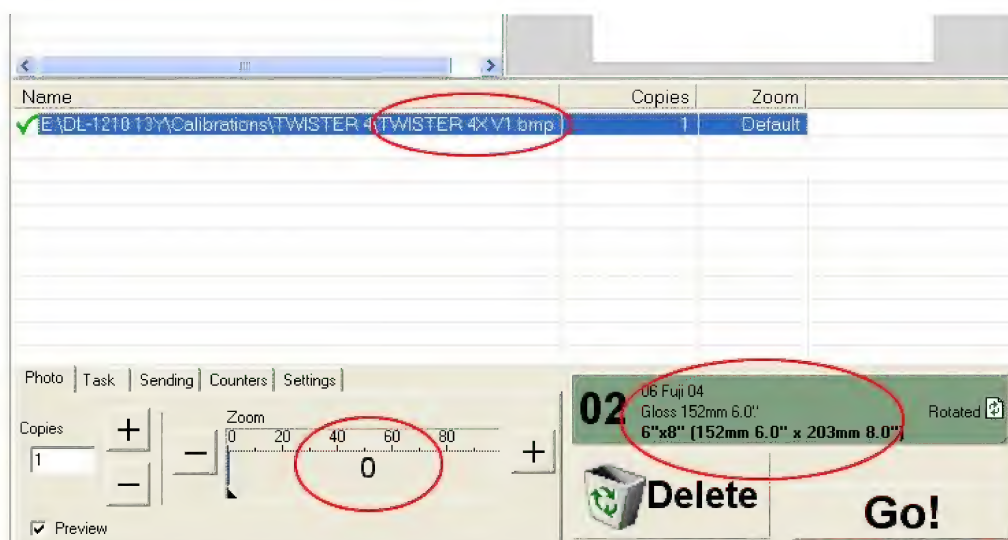 Name Copies Zoom
E:\DL-1210 13Y\Calibrations\TWISTER 4\TWISTER 4X V1.bmp 1 Default
Photo Task Sending Counters Settings
Copies
1
Zoom
0 20 40 60 80
0
Preview
02
06 Fuji 04
Gloss 152mm 6.0"
6"x8" (152mm 6.0" x 203mm 8.0")
Rotated
Delete
Go!